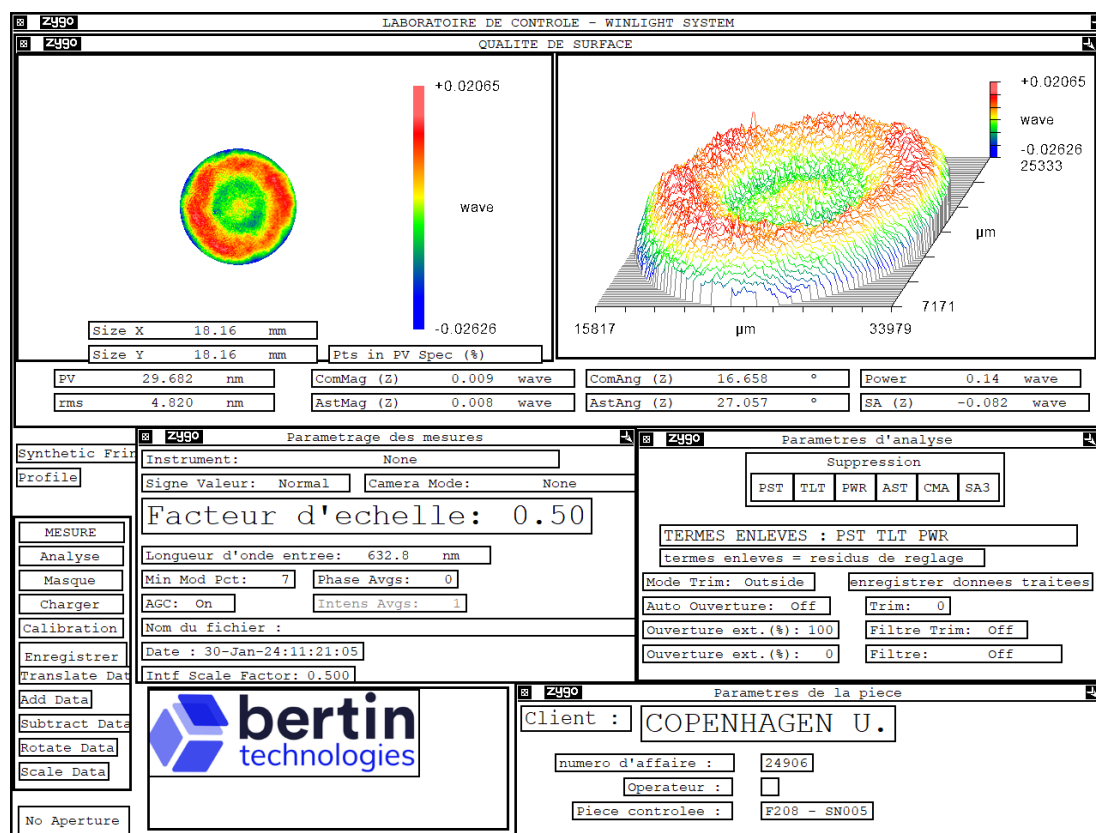 zygo LABORATOIRE DE CONTROLE - WINLIGHT SYSTEM
zygo QUALITE DE SURFACE
+0.02065
wave
-0.02626
+0.02065
wave
-0.02626
25333
µm
7171
15817 µm 33979
Size X 18.16 mm
Size Y 18.16 mm
Pts in PV Spec (%)
PV 29.682 nm
ComMag (Z) 0.009 wave
ComAng (Z) 16.658 °
Power 0.14 wave
rms 4.820 nm
AstMag (Z) 0.008 wave
AstAng (Z) 27.057 °
SA (Z) -0.082 wave
Synthetic Frin
Profile
MESURE
Analyse
Masque
Charger
Calibration
Enregistrer
Translate Dat
Add Data
Subtract Data
Rotate Data
Scale Data
No Aperture
zygo Parametrage des mesures
Instrument: None
Signe Valeur: Normal Camera Mode: None
Facteur d'echelle: 0.50
Longueur d'onde entree: 632.8 nm
Min Mod Pct: 7 Phase Avgs: 0
AGC: On Intens Avgs: 1
Nom du fichier :
Date : 30-Jan-24:11:21:05
Intf Scale Factor: 0.500
zygo Parametres d'analyse
Suppression
PST TLT PWR AST CMA SA3
TERMES ENLEVES : PST TLT PWR
termes enleves = residus de reglage
Mode Trim: Outside enregistrer donnees traitees
Auto Ouverture: Off Trim: 0
Ouverture ext.(%): 100 Filtre Trim: Off
Ouverture ext.(%): 0 Filtre: Off
bertin
technologies
zygo Parametres de la piece
Client : COPENHAGEN U.
numero d'affaire : 24906
Operateur :
Piece controlee : F208 - SN005